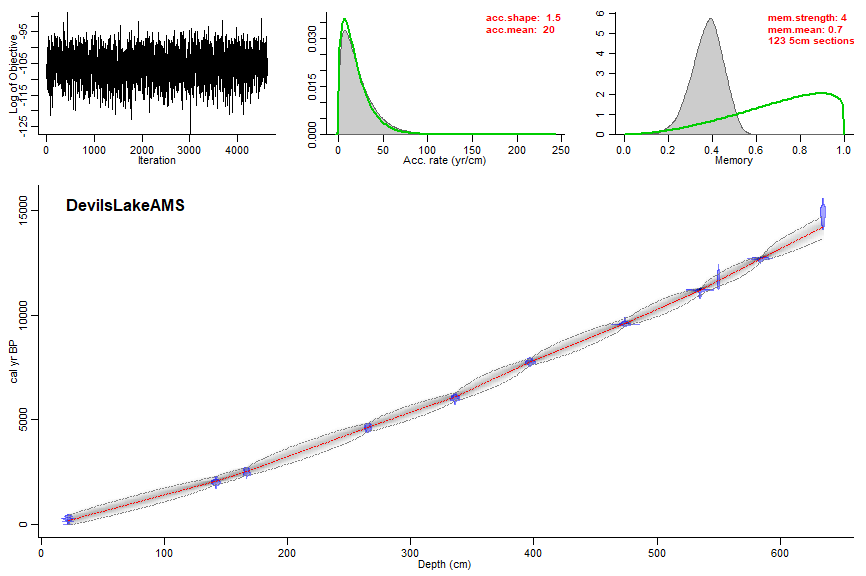 Log of Objective
-125
-115
-105
-95
0 1000 2000 3000 4000
Iteration
acc.shape: 1.5
acc.mean: 20
0.000
0.015
0.030
0 50 100 150 200 250
Acc. rate (yr/cm)
mem.strength: 4
mem.mean: 0.7
123 5cm sections
6
5
4
3
2
1
0
0.0 0.2 0.4 0.6 0.8 1.0
Memory
DevilsLakeAMS
cal yr BP
15000
10000
5000
0
0 100 200 300 400 500 600
Depth (cm)